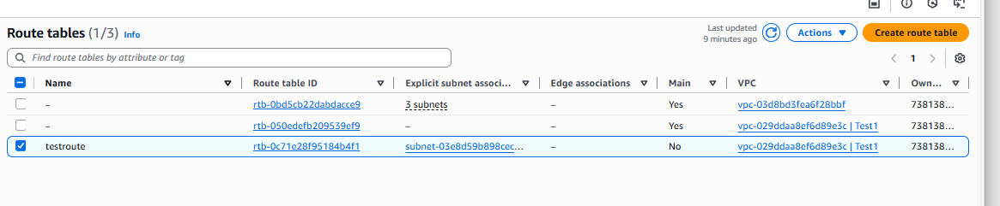 Route tables (1/3) Info
Last updated
9 minutes ago
Actions
Create route table
Find route tables by attribute or tag
1
Name Route table ID Explicit subnet associ... Edge associations Main VPC Own...
– rtb-0bd5cb22dabdacce9 3 subnets – Yes vpc-03d8bd3fea6f28bbf 738138...
– rtb-050edefb209539ef9 – – Yes vpc-029ddaa8ef6d89e3c | Test1 738138...
testroute rtb-0c71e28f95184b4f1 subnet-03e8d59b898cec... – No vpc-029ddaa8ef6d89e3c | Test1 738138...